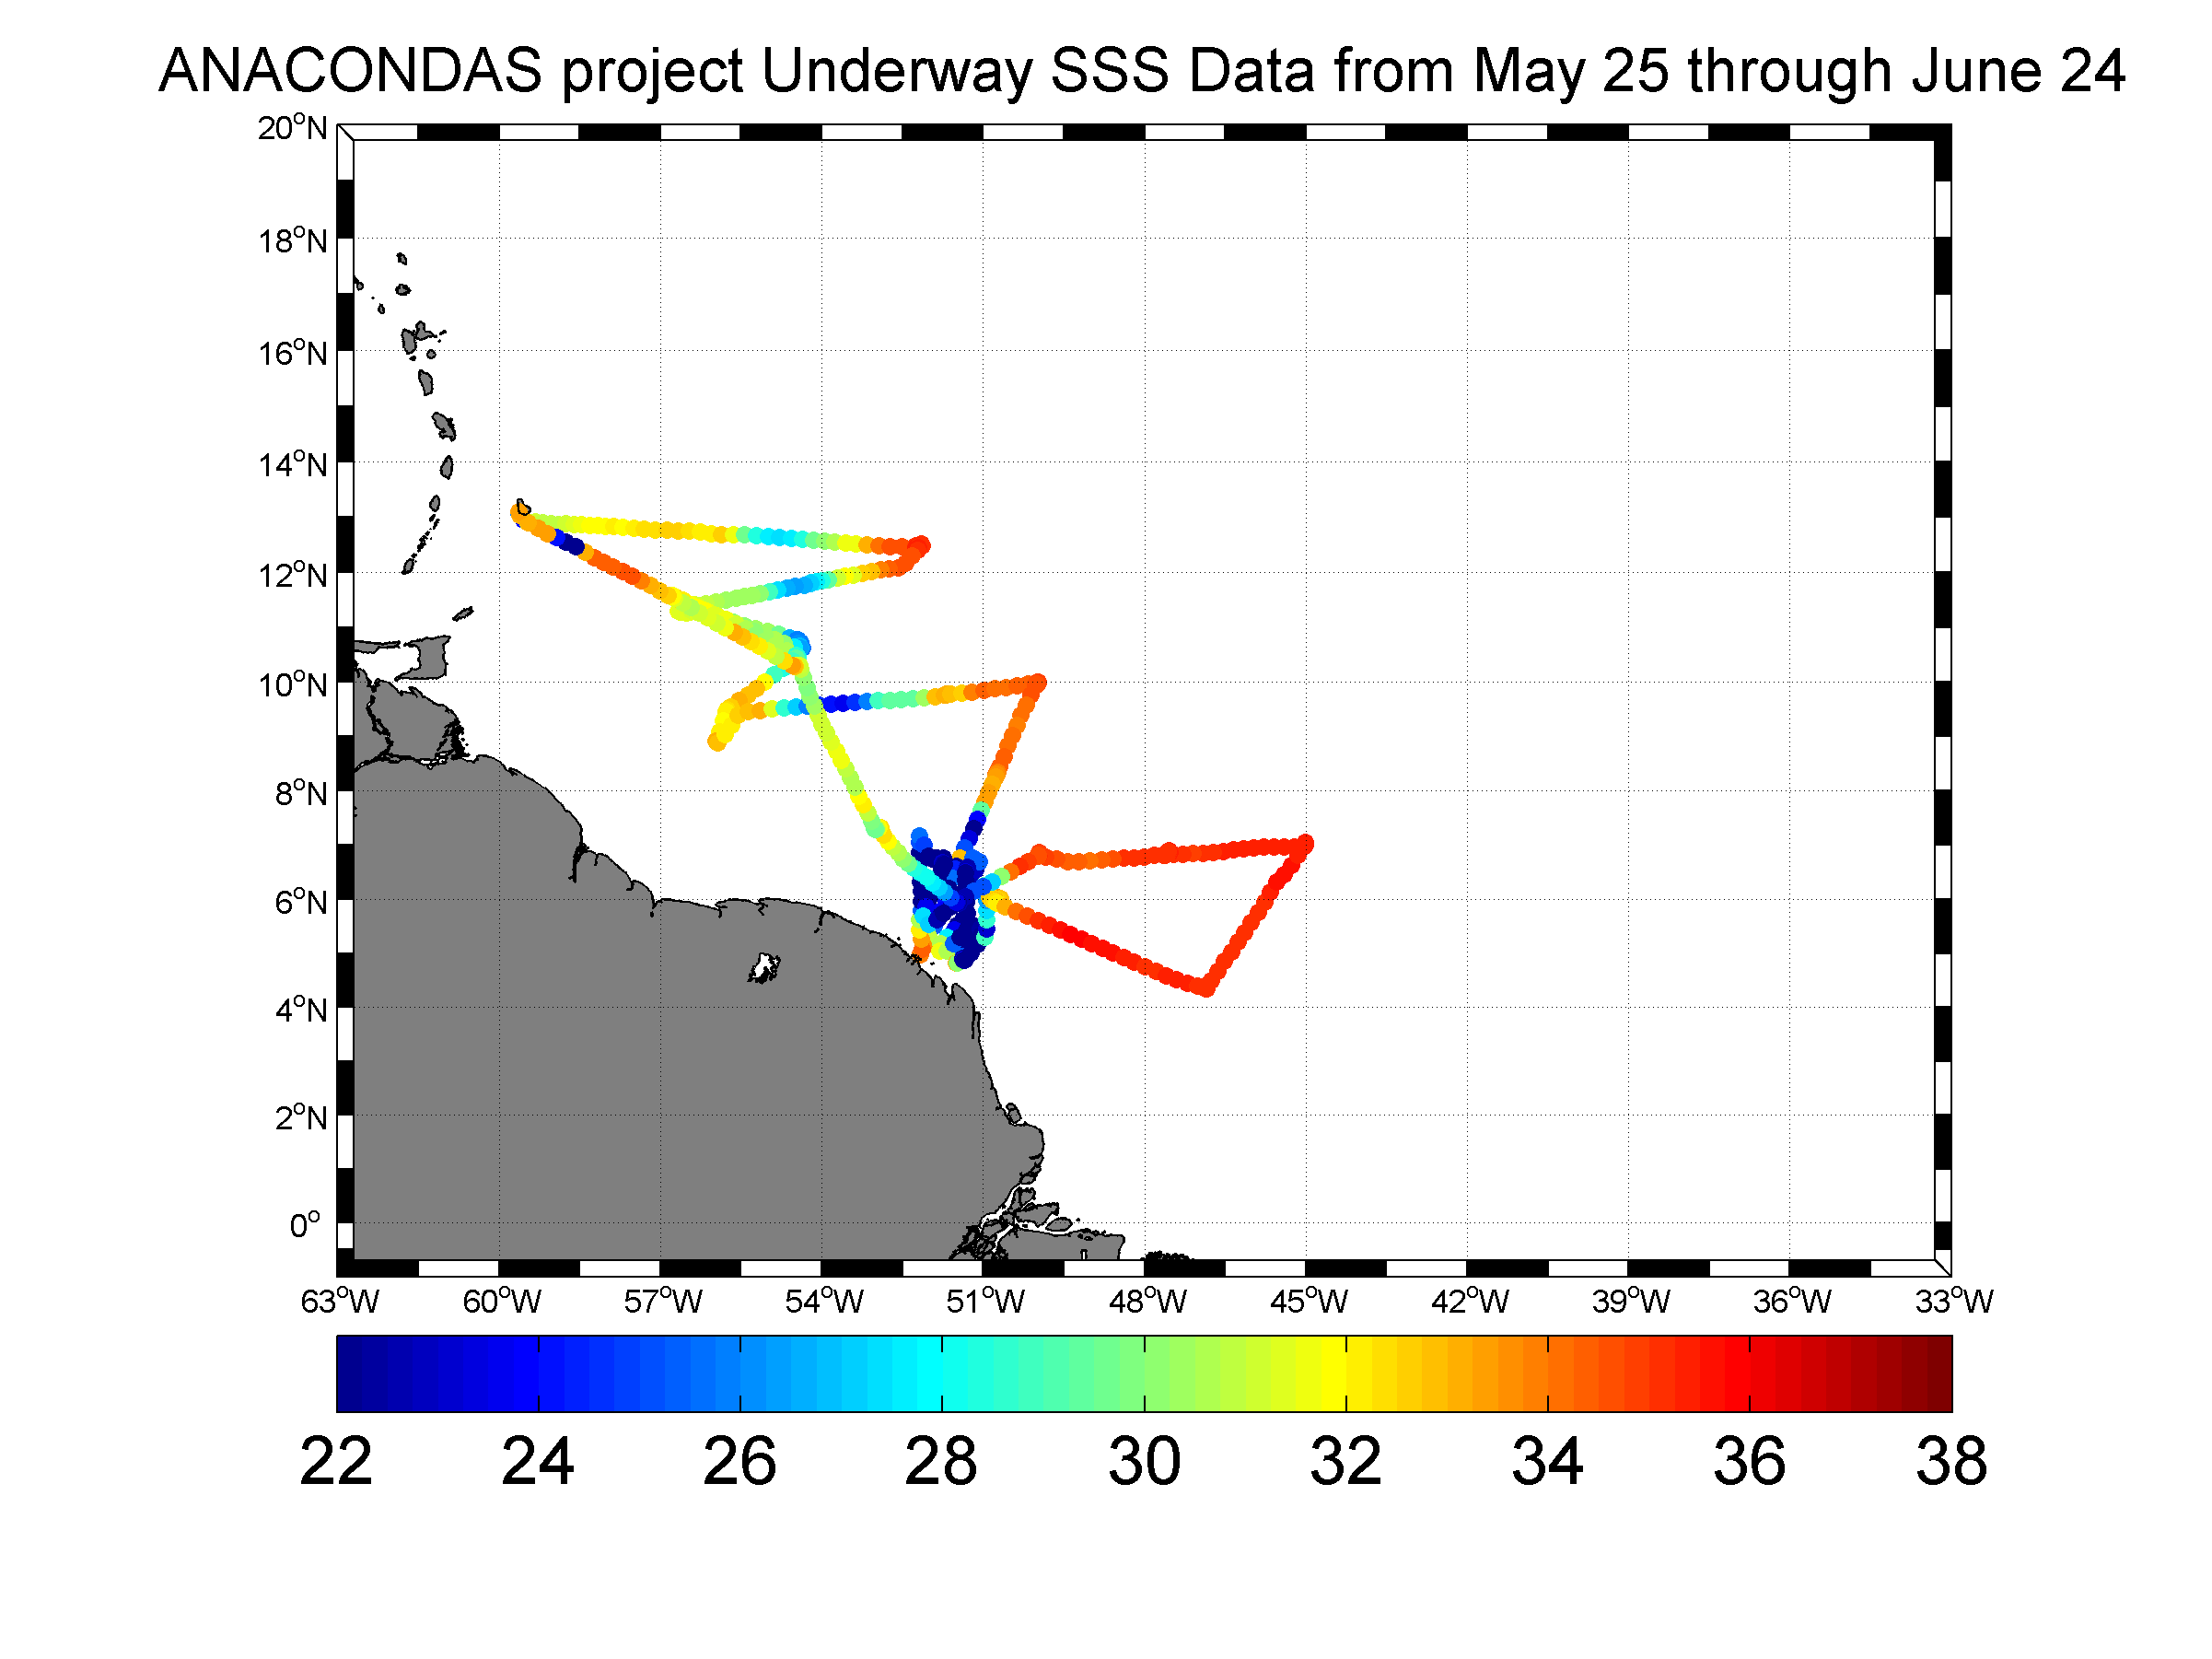 ANACONDAS project Underway SSS Data from May 25 through June 24
20°N
18°N
16°N
14°N
12°N
10°N
8°N
6°N
4°N
2°N
0°
63°W 60°W 57°W 54°W 51°W 48°W 45°W 42°W 39°W 36°W 33°W
22 24 26 28 30 32 34 36 38